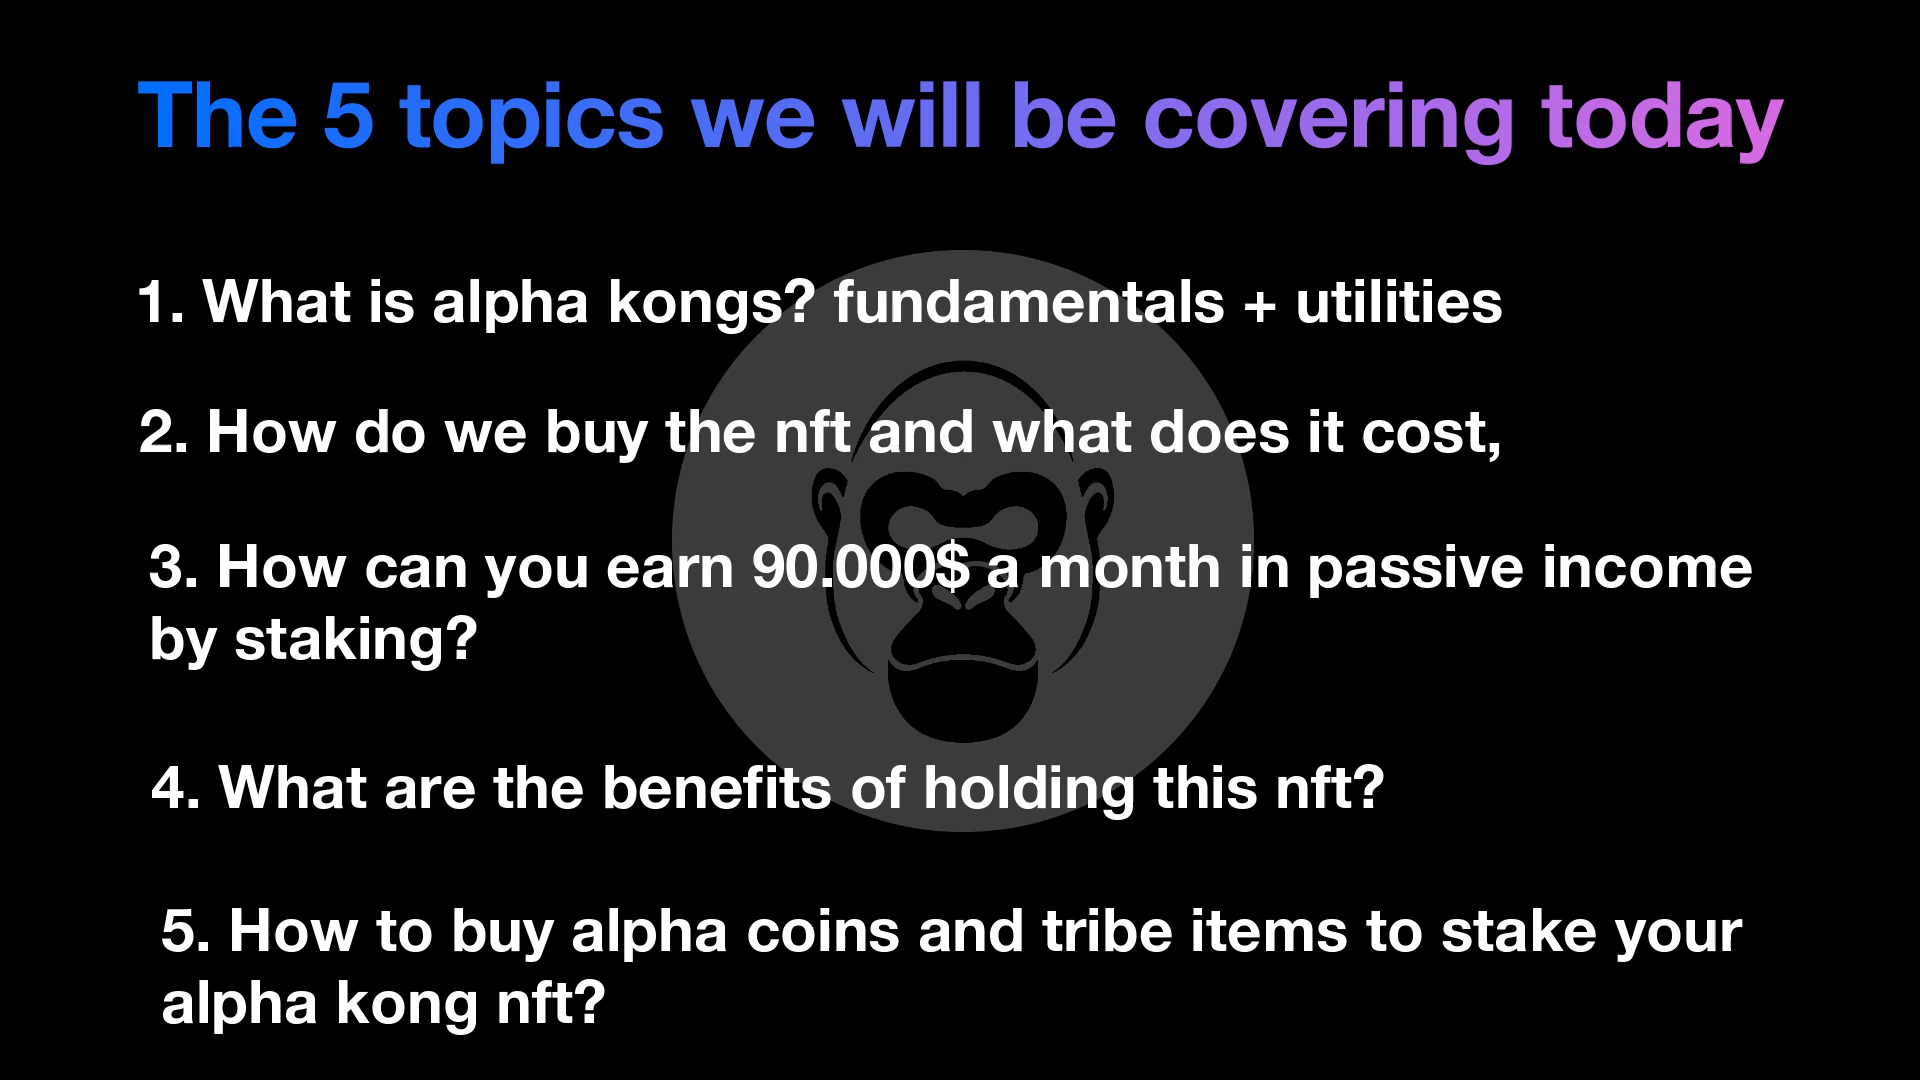 The 5 topics we will be covering today
1. What is alpha kongs? fundamentals + utilities
2. How do we buy the nft and what does it cost,
3. How can you earn 90.000$ a month in passive income
by staking?
4. What are the benefits of holding this nft?
5. How to buy alpha coins and tribe items to stake your
alpha kong nft?